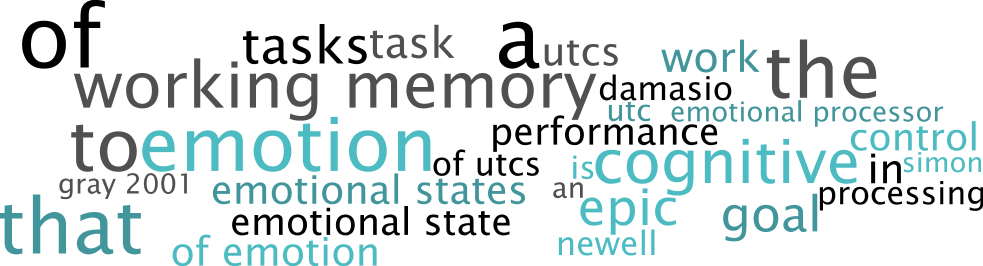 of tasks task a utcs work the
working memory damasio
utc emotional processor
to emotion performance control
of utcs is cognitive in simon
gray 2001 emotional states an processing
that emotional state epic goal
of emotion newell